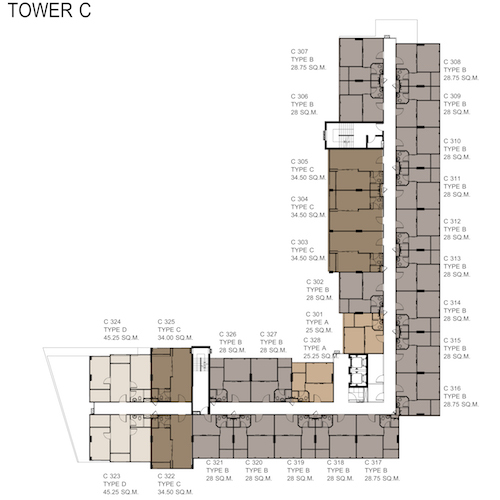 TOWER C
C 307
TYPE B
28.75 SQ.M.
C 308
TYPE B
28.75 SQ.M.
C 306
TYPE B
28 SQ.M.
C 309
TYPE B
28 SQ.M.
C 310
TYPE B
28 SQ.M.
C 305
TYPE C
34.50 SQ.M.
C 311
TYPE B
28 SQ.M.
C 304
TYPE C
34.50 SQ.M.
C 312
TYPE B
28 SQ.M.
C 303
TYPE C
34.50 SQ.M.
C 313
TYPE B
28 SQ.M.
C 302
TYPE B
28 SQ.M.
C 314
TYPE B
28 SQ.M.
C 301
TYPE A
25 SQ.M.
C 324
TYPE D
45.25 SQ.M.
C 325
TYPE C
34.00 SQ.M.
C 326
TYPE B
28 SQ.M.
C 327
TYPE B
28 SQ.M.
C 328
TYPE A
25.25 SQ.M.
C 315
TYPE B
28 SQ.M.
C 316
TYPE B
28.75 SQ.M.
C 323
TYPE D
45.25 SQ.M.
C 322
TYPE C
34.50 SQ.M.
C 321
TYPE B
28 SQ.M.
C 320
TYPE B
28 SQ.M.
C 319
TYPE B
28 SQ.M.
C 318
TYPE B
28 SQ.M.
C 317
TYPE B
28.75 SQ.M.